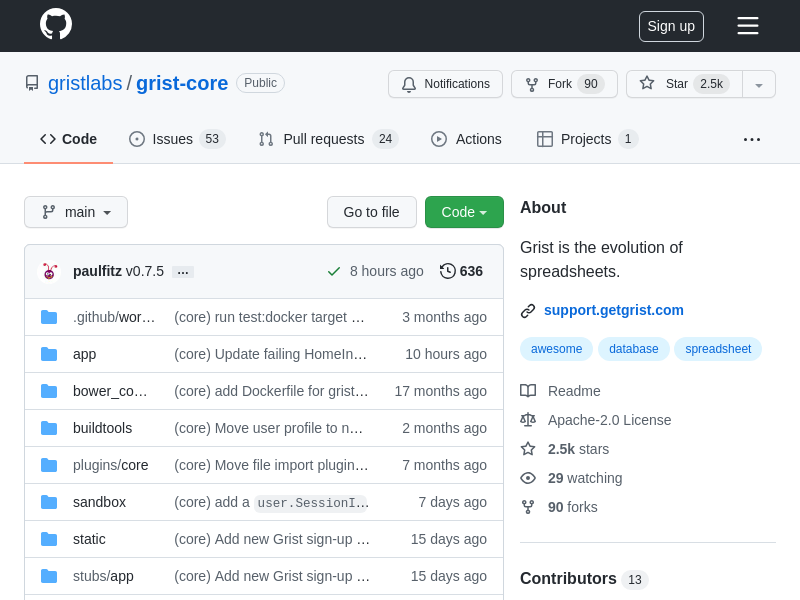 Sign up
gristlabs / grist-core Public
Notifications Fork 90 Star 2.5k
Code Issues 53 Pull requests 24 Actions Projects 1 ...
main Go to file Code
paulfitz v0.7.5 ... 8 hours ago 636
.github/wor… (core) run test:docker target … 3 months ago
app (core) Update failing HomeIn… 10 hours ago
bower_co… (core) add Dockerfile for grist… 17 months ago
buildtools (core) Move user profile to n… 2 months ago
plugins/core (core) Move file import plugin… 7 months ago
sandbox (core) add a user.SessionI… 7 days ago
static (core) Add new Grist sign-up … 15 days ago
stubs/app (core) Add new Grist sign-up … 15 days ago
About
Grist is the evolution of
spreadsheets.
support.getgrist.com
awesome database spreadsheet
Readme
Apache-2.0 License
2.5k stars
29 watching
90 forks
Contributors 13